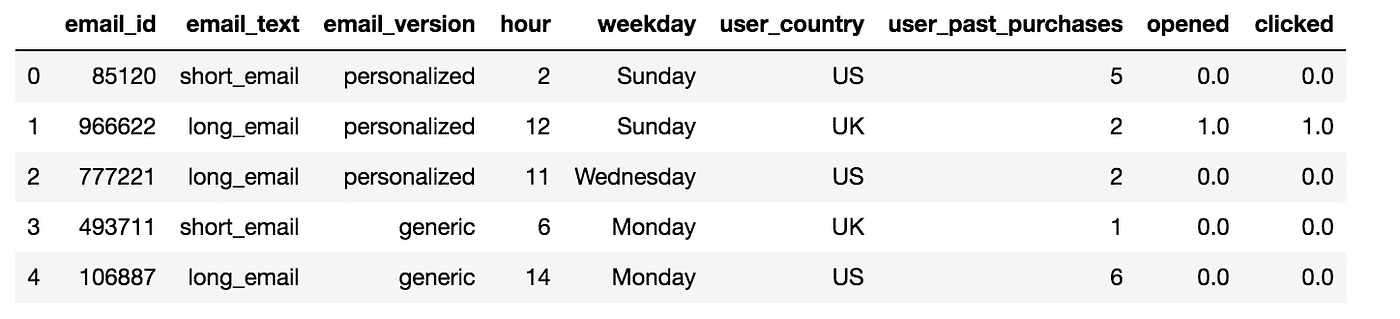 email_id email_text email_version hour weekday user_country user_past_purchases opened clicked
0 85120 short_email personalized 2 Sunday US 5 0.0 0.0
1 966622 long_email personalized 12 Sunday UK 2 1.0 1.0
2 777221 long_email personalized 11 Wednesday US 2 0.0 0.0
3 493711 short_email generic 6 Monday UK 1 0.0 0.0
4 106887 long_email generic 14 Monday US 6 0.0 0.0